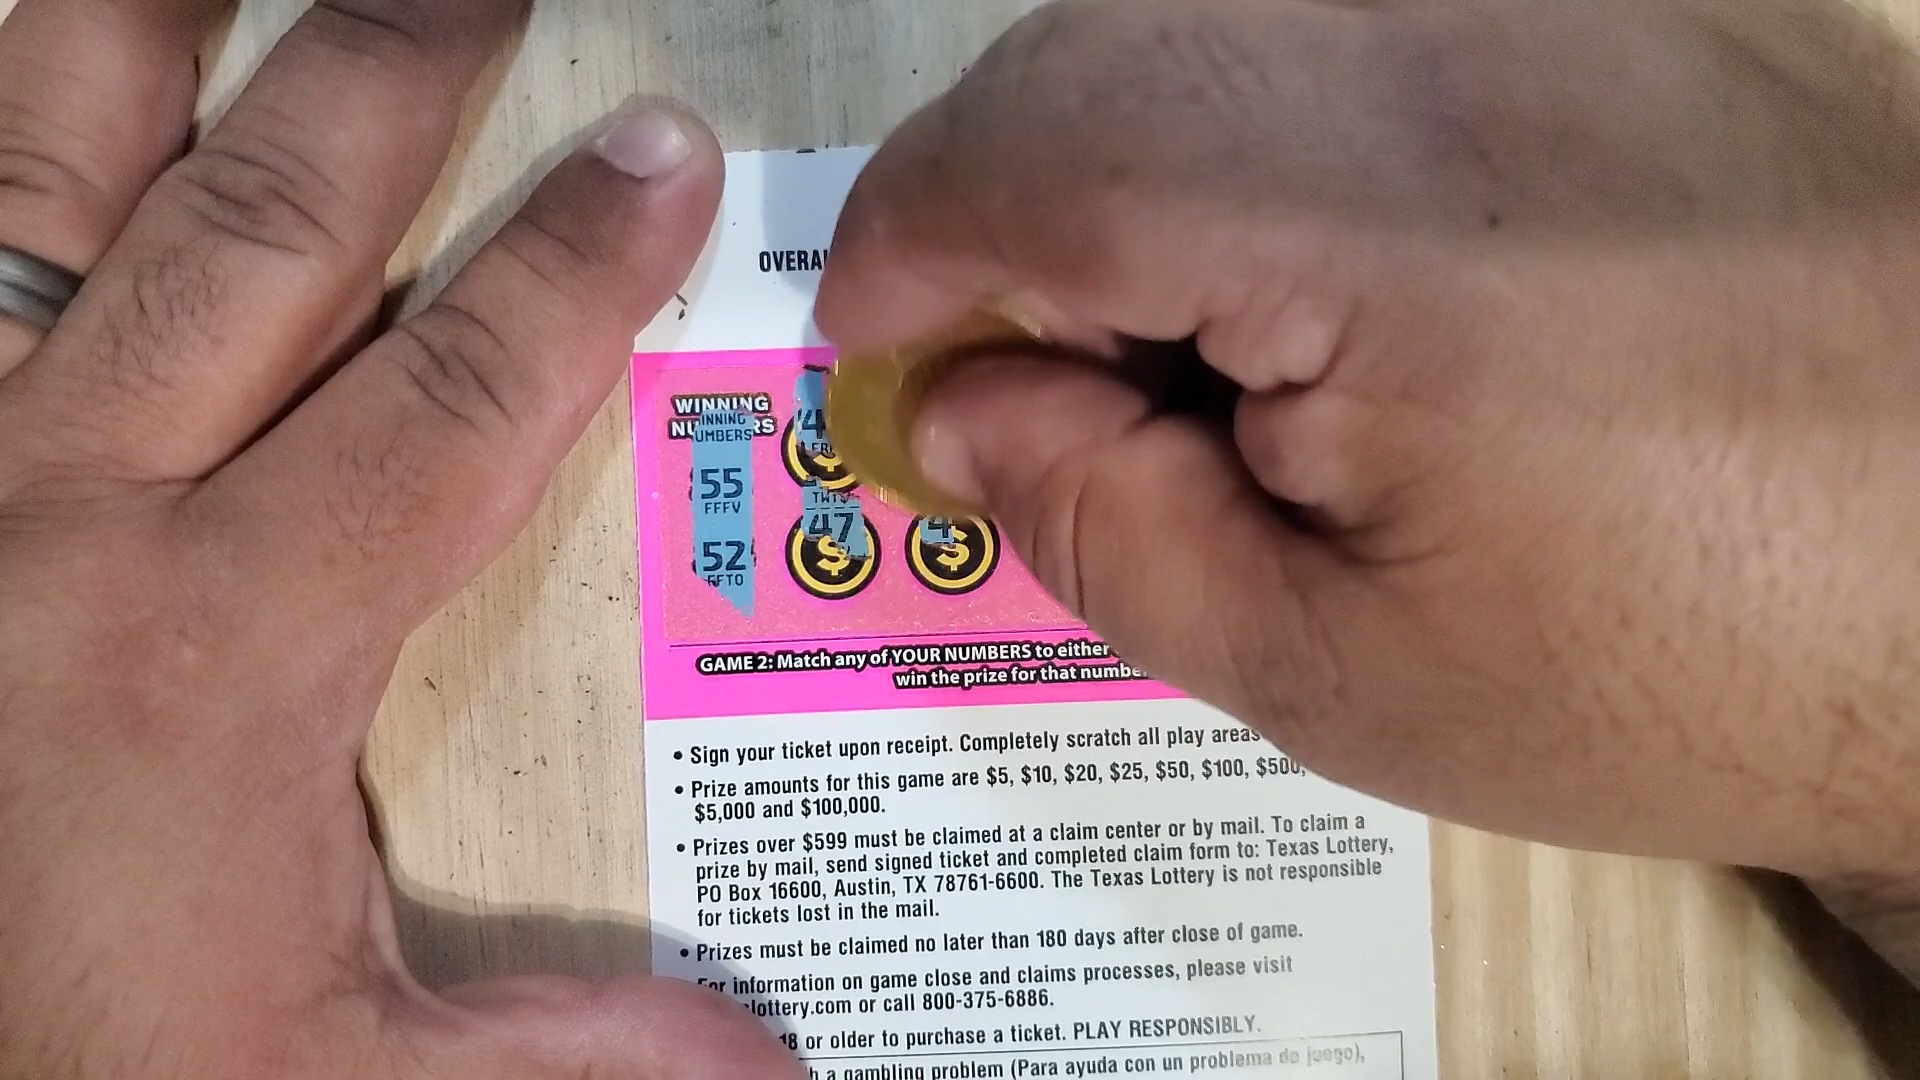 OVERAL
WINNING
NU RS
INNING
UMBERS
55
FFFV
52
FFTO
4
47
4
GAME 2: Match any of YOUR NUMBERS to either
win the prize for that numbe
• Sign your ticket upon receipt. Completely scratch all play areas
• Prize amounts for this game are $5, $10, $20, $25, $50, $100, $500,
$5,000 and $100,000.
• Prizes over $599 must be claimed at a claim center or by mail. To claim a
prize by mail, send signed ticket and completed claim form to: Texas Lottery,
PO Box 16600, Austin, TX 78761-6600. The Texas Lottery is not responsible
for tickets lost in the mail.
• Prizes must be claimed no later than 180 days after close of game.
For information on game close and claims processes, please visit
lottery.com or call 800-375-6886.
18 or older to purchase a ticket. PLAY RESPONSIBLY.
h a gambling problem (Para ayuda con un problema de juego),